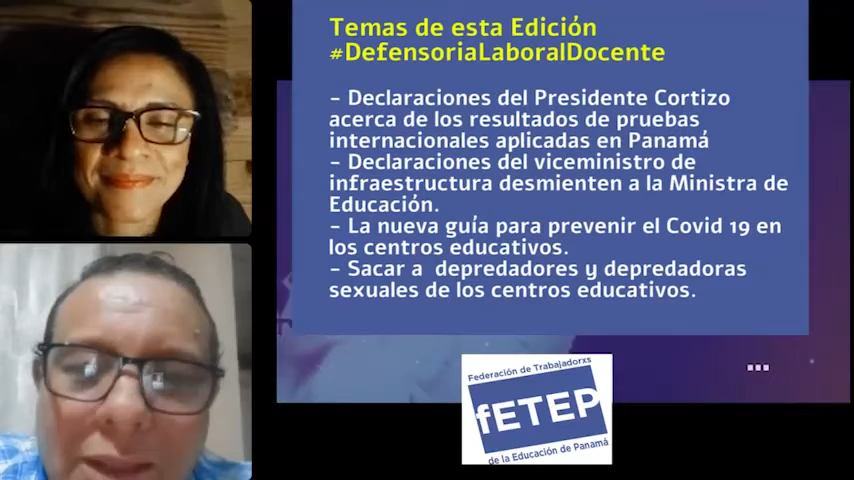 Temas de esta Edición
#DefensoriaLaboralDocente
- Declaraciones del Presidente Cortizo
acerca de los resultados de pruebas
internacionales aplicadas en Panamá
- Declaraciones del viceministro de
infraestructura desmienten a la Ministra de
Educación.
- La nueva guía para prevenir el Covid 19 en
los centros educativos.
- Sacar a depredadores y depredadoras
sexuales de los centros educativos.
Federación de Trabajadorxs
fETEP
de la Educación de Panamá